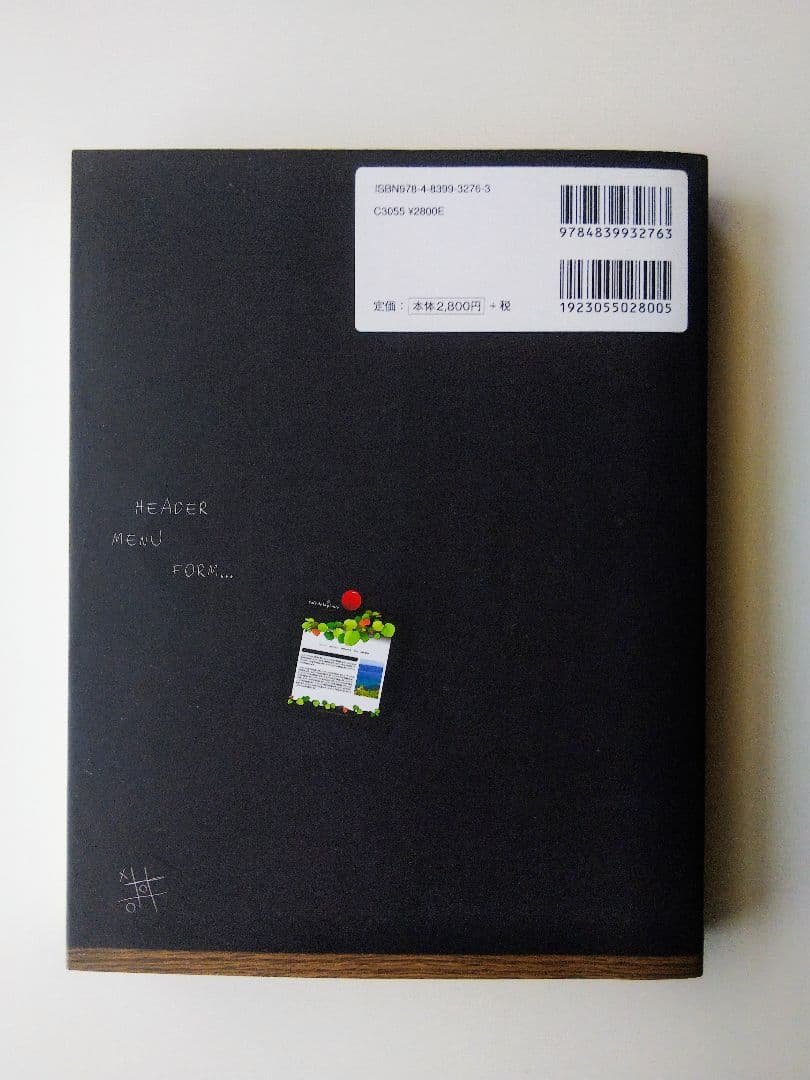 ISBN978-4-8399-3276-3
C3055 ¥2800E
9784839932763
定価： 本体2,800円 + 税
1923055028005
HEADER
MENU
FORM...
X
O
O